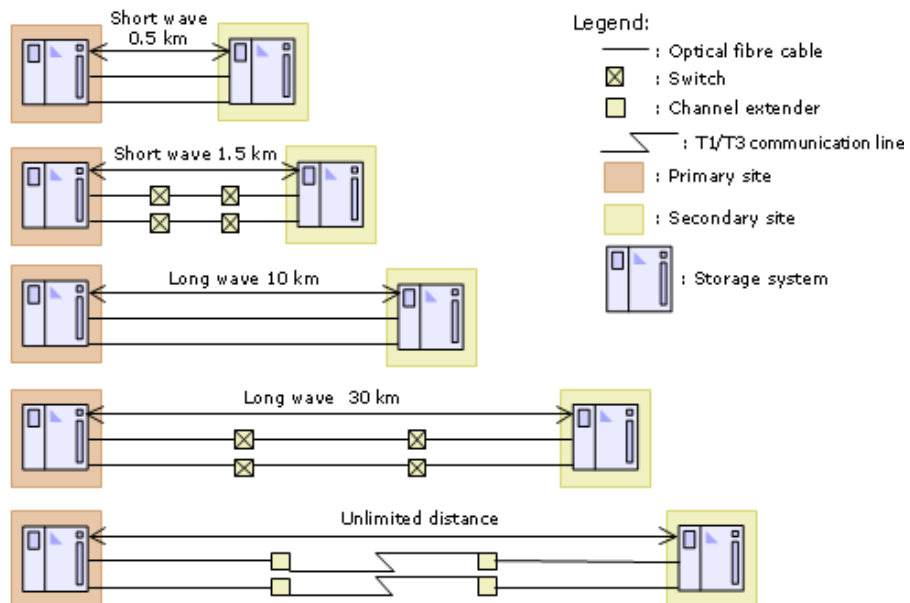 Short wave
0.5 km
Short wave 1.5 km
Long wave 10 km
Long wave 30 km
Unlimited distance
Legend:
: Optical fibre cable
: Switch
: Channel extender
: T1/T3 communication line
: Primary site
: Secondary site
: Storage system